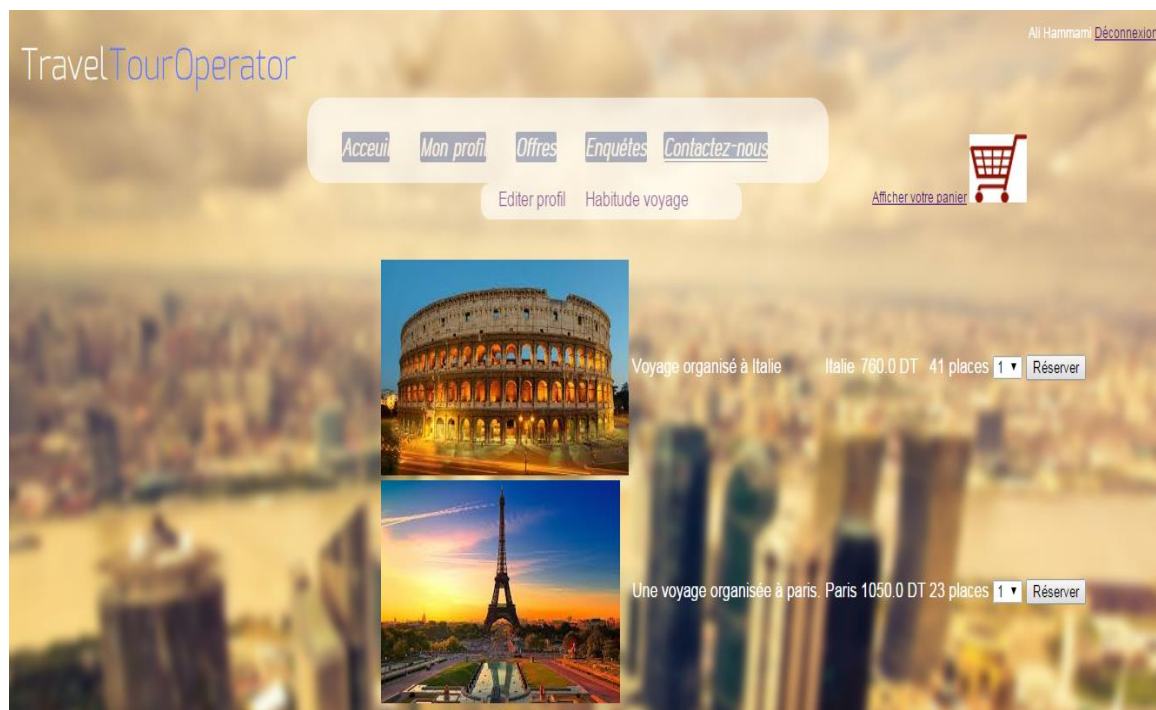 Ali Hammami Déconnexion
TravelTourOperator
Acceuil Mon profil Offres Enquétes Contactez-nous
Editer profil Habitude voyage
Afficher votre panier
Voyage organisé à Italie Italie 760.0 DT 41 places 1 Réserver
Une voyage organisée à paris. Paris 1050.0 DT 23 places 1 Réserver